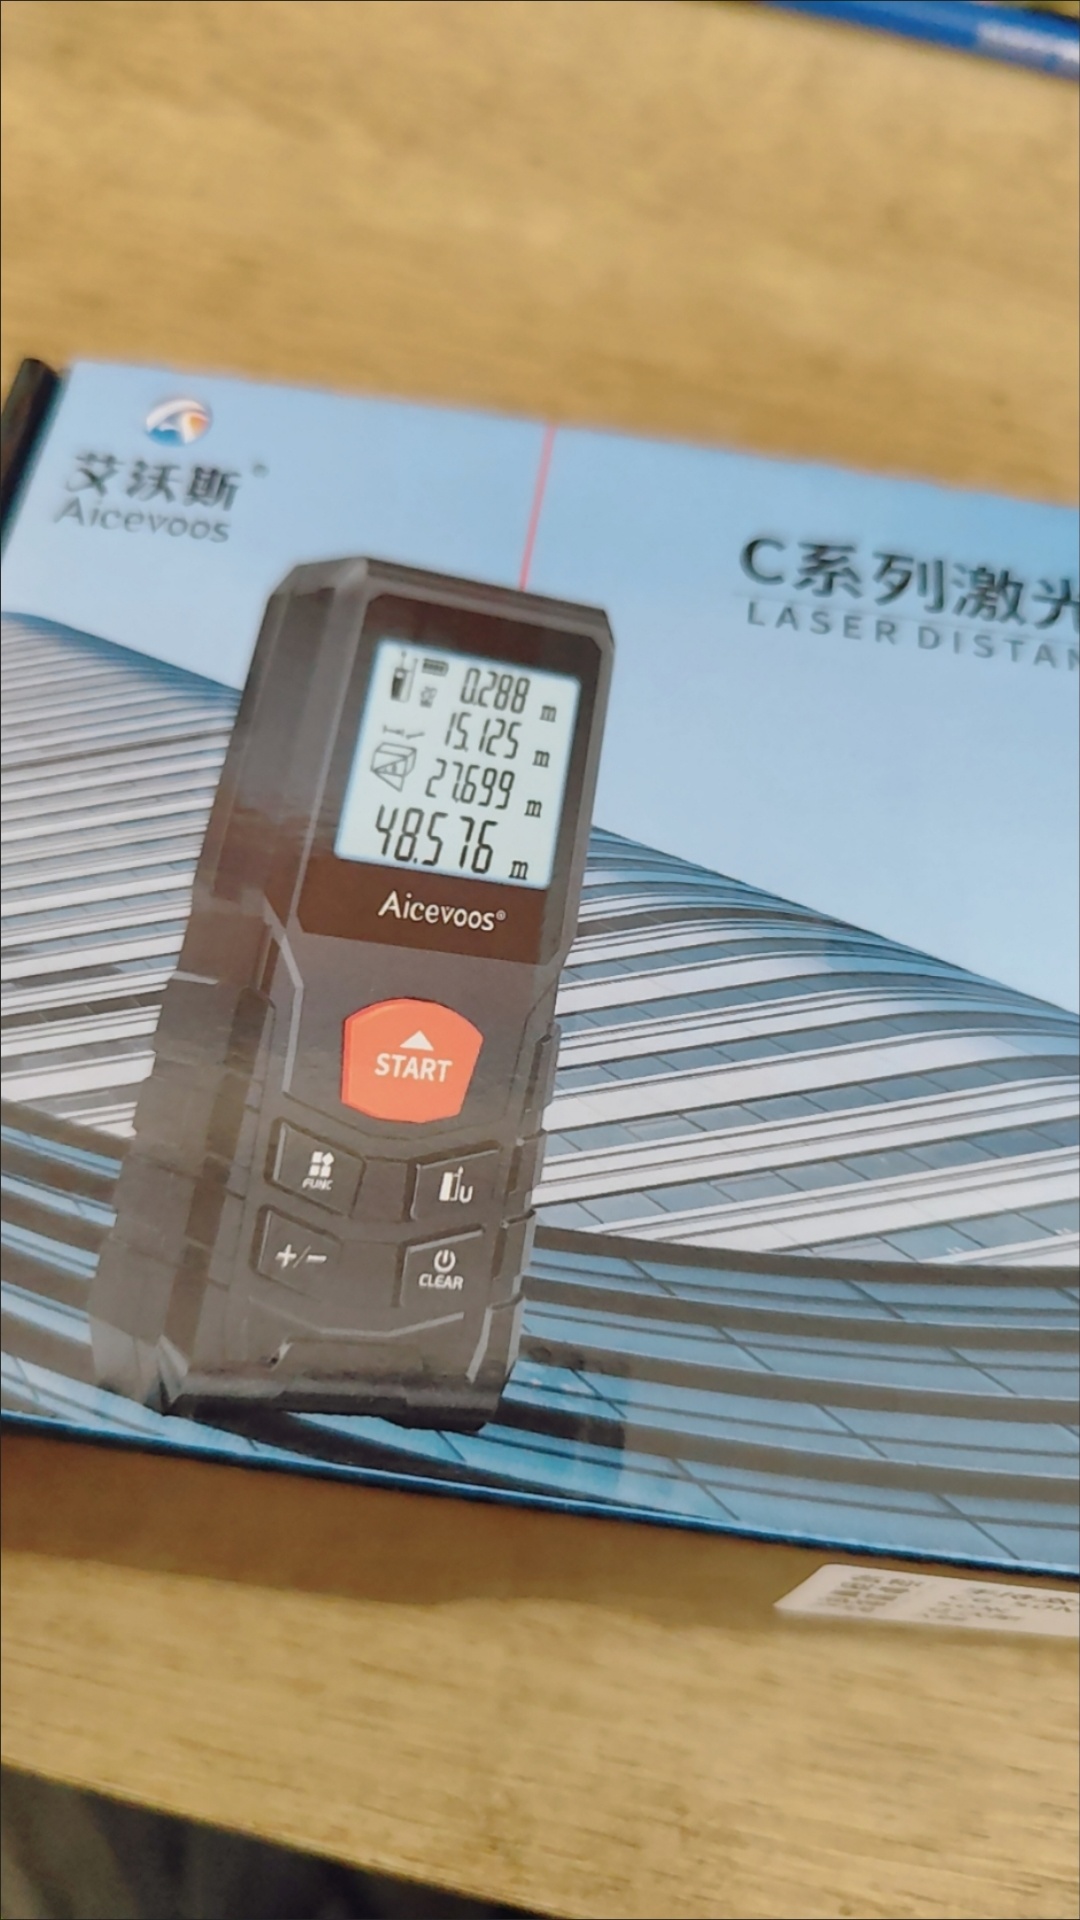 艾沃斯
Aicevoos
C系列激光
LASER DISTAN
0.288 m
15.125 m
27.699 m
48.576 m
Aicevoos®
START
FUNC
U
+/-
CLEAR